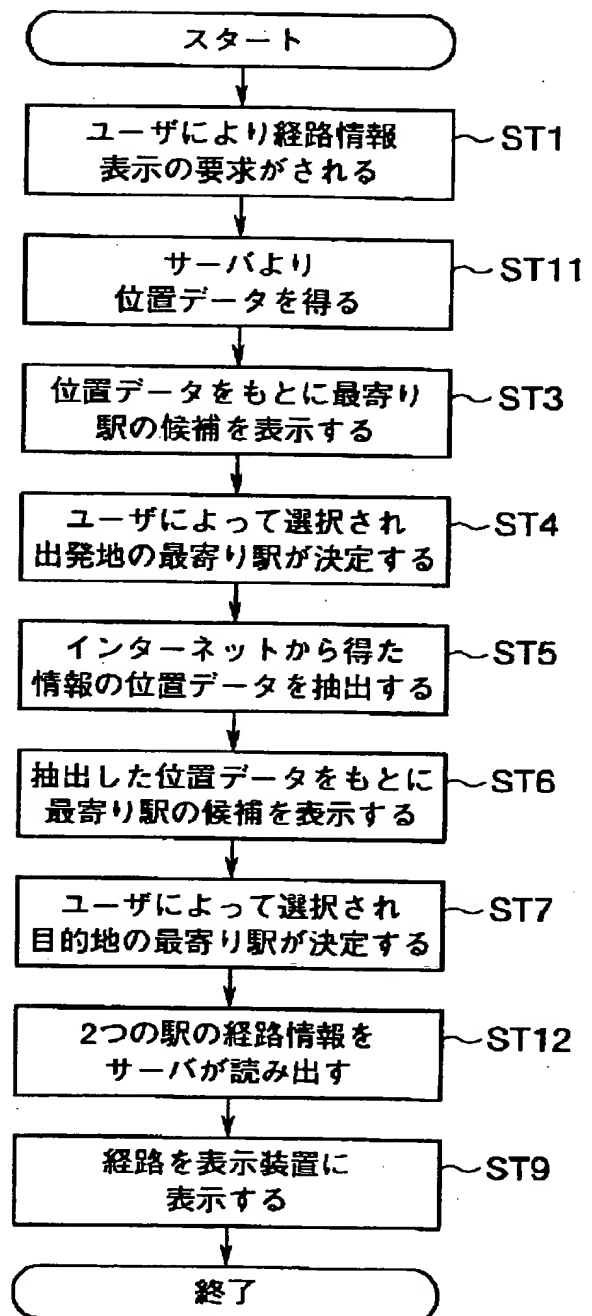 スタート
ユーザにより経路情報
表示の要求がされる
ST1
サーバより
位置データを得る
ST11
位置データをもとに最寄り
駅の候補を表示する
ST3
ユーザによって選択され
出発地の最寄り駅が決定する
ST4
インターネットから得た
情報の位置データを抽出する
ST5
抽出した位置データをもとに
最寄り駅の候補を表示する
ST6
ユーザによって選択され
目的地の最寄り駅が決定する
ST7
2つの駅の経路情報を
サーバが読み出す
ST12
経路を表示装置に
表示する
ST9
終了